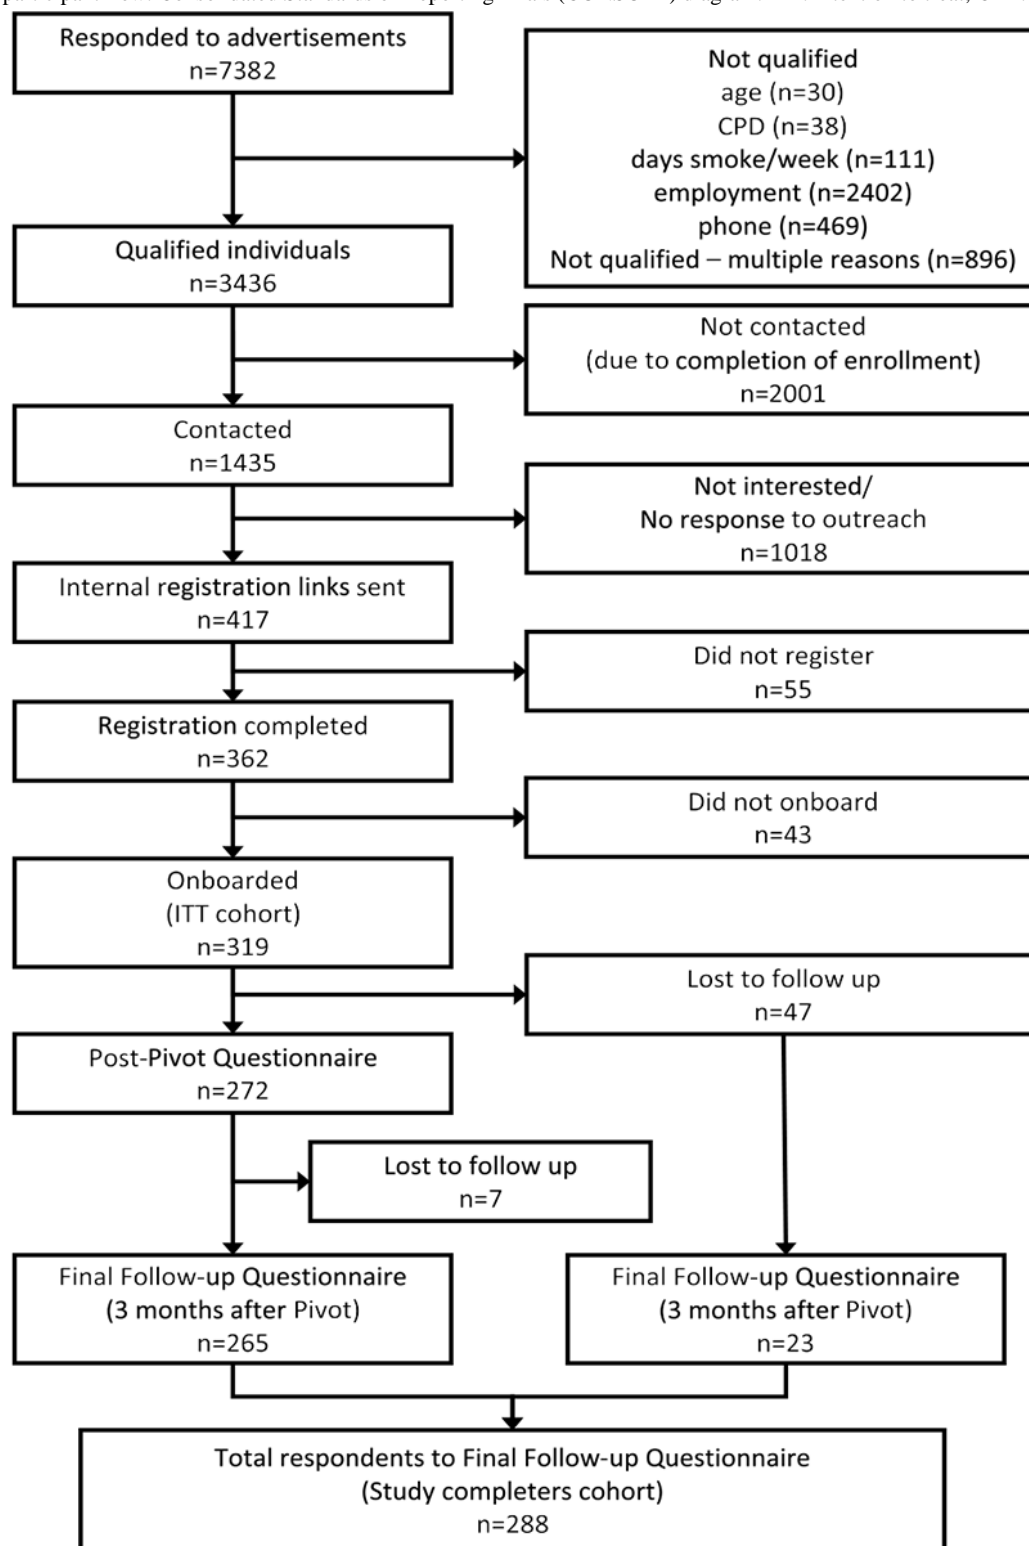 Responded to advertisements
n=7382
Not qualified
age (n=30)
CPD (n=38)
days smoke/week (n=111)
employment (n=2402)
phone (n=469)
Not qualified – multiple reasons (n=896)
Qualified individuals
n=3436
Not contacted
(due to completion of enrollment)
n=2001
Contacted
n=1435
Not interested/
No response to outreach
n=1018
Internal registration links sent
n=417
Did not register
n=55
Registration completed
n=362
Did not onboard
n=43
Onboarded
(ITT cohort)
n=319
Lost to follow up
n=47
Post-Pivot Questionnaire
n=272
Lost to follow up
n=7
Final Follow-up Questionnaire
(3 months after Pivot)
n=265
Final Follow-up Questionnaire
(3 months after Pivot)
n=23
Total respondents to Final Follow-up Questionnaire
(Study completers cohort)
n=288